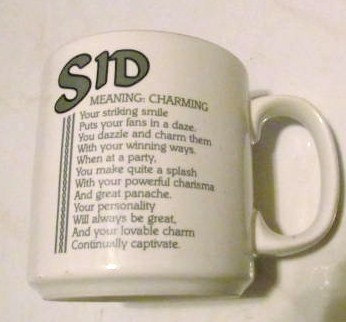 SID
MEANING: CHARMING
Your striking smile
Puts your fans in a daze.
You dazzle and charm them
With your winning ways.
When at a party,
You make quite a splash
With your powerful charisma
And great panache.
Your personality
Will always be great,
And your lovable charm
Continually captivate.